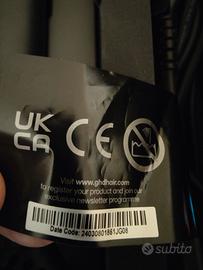 UK
CA
CE
Visit www.ghdhair.com
to register your product and join our
exclusive newsletter programme
Date Code: 24030801861JG08
subito